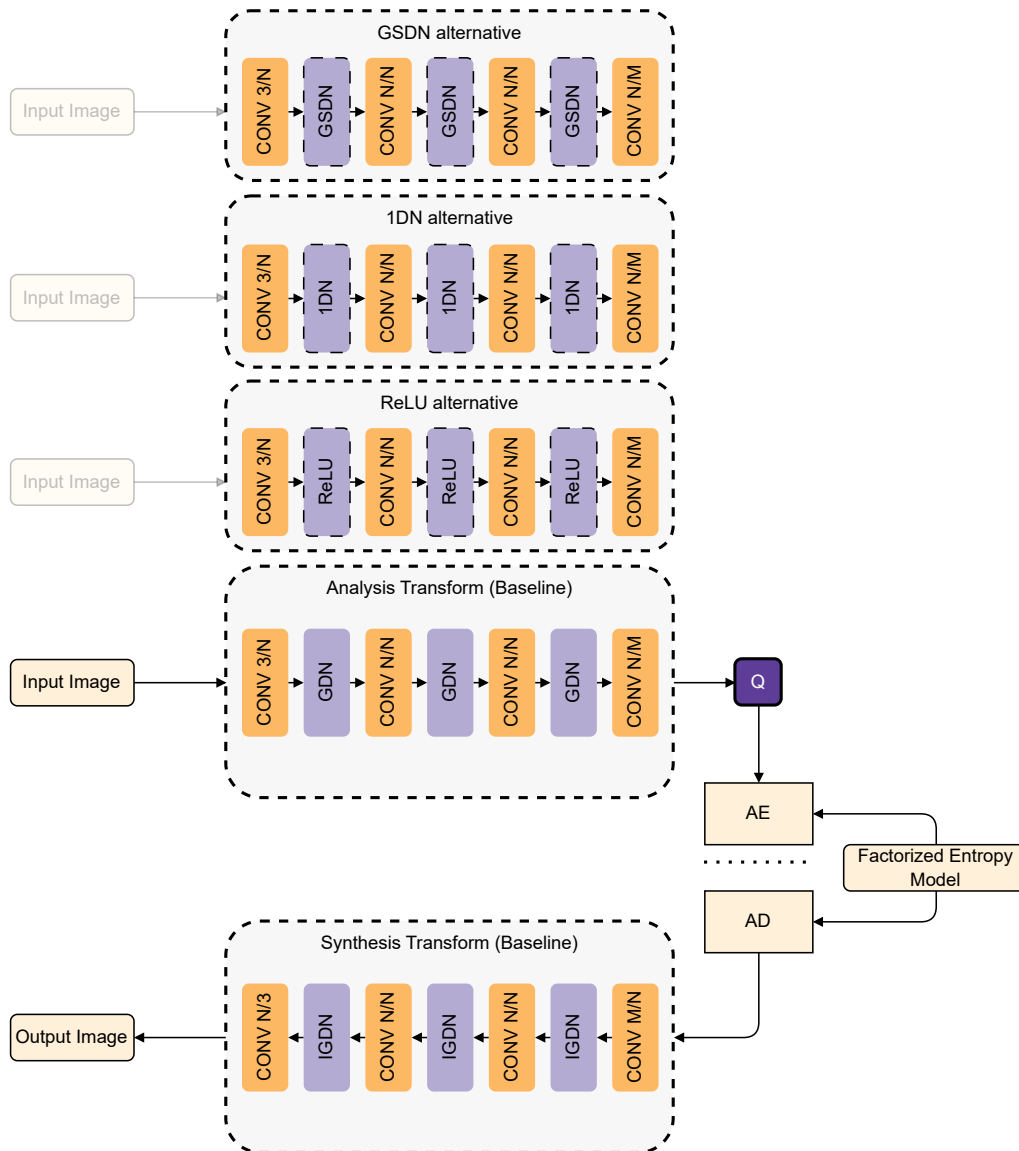 GSDN alternative
Input Image
CONV 3/N
GSDN
CONV N/N
GSDN
CONV N/N
GSDN
CONV N/M
1DN alternative
Input Image
CONV 3/N
1DN
CONV N/N
1DN
CONV N/N
1DN
CONV N/M
ReLU alternative
Input Image
CONV 3/N
ReLU
CONV N/N
ReLU
CONV N/N
ReLU
CONV N/M
Analysis Transform (Baseline)
Input Image
CONV 3/N
GDN
CONV N/N
GDN
CONV N/N
GDN
CONV N/M
Q
AE
Factorized Entropy
Model
AD
Synthesis Transform (Baseline)
Output Image
CONV N/3
IGDN
CONV N/N
IGDN
CONV N/N
IGDN
CONV M/N